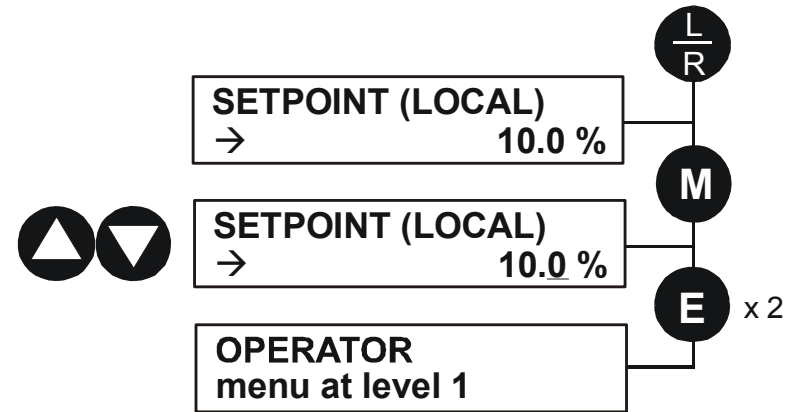 L
R
SETPOINT (LOCAL)
→ 10.0 %
M
SETPOINT (LOCAL)
→ 10.0 %
E x 2
OPERATOR
menu at level 1